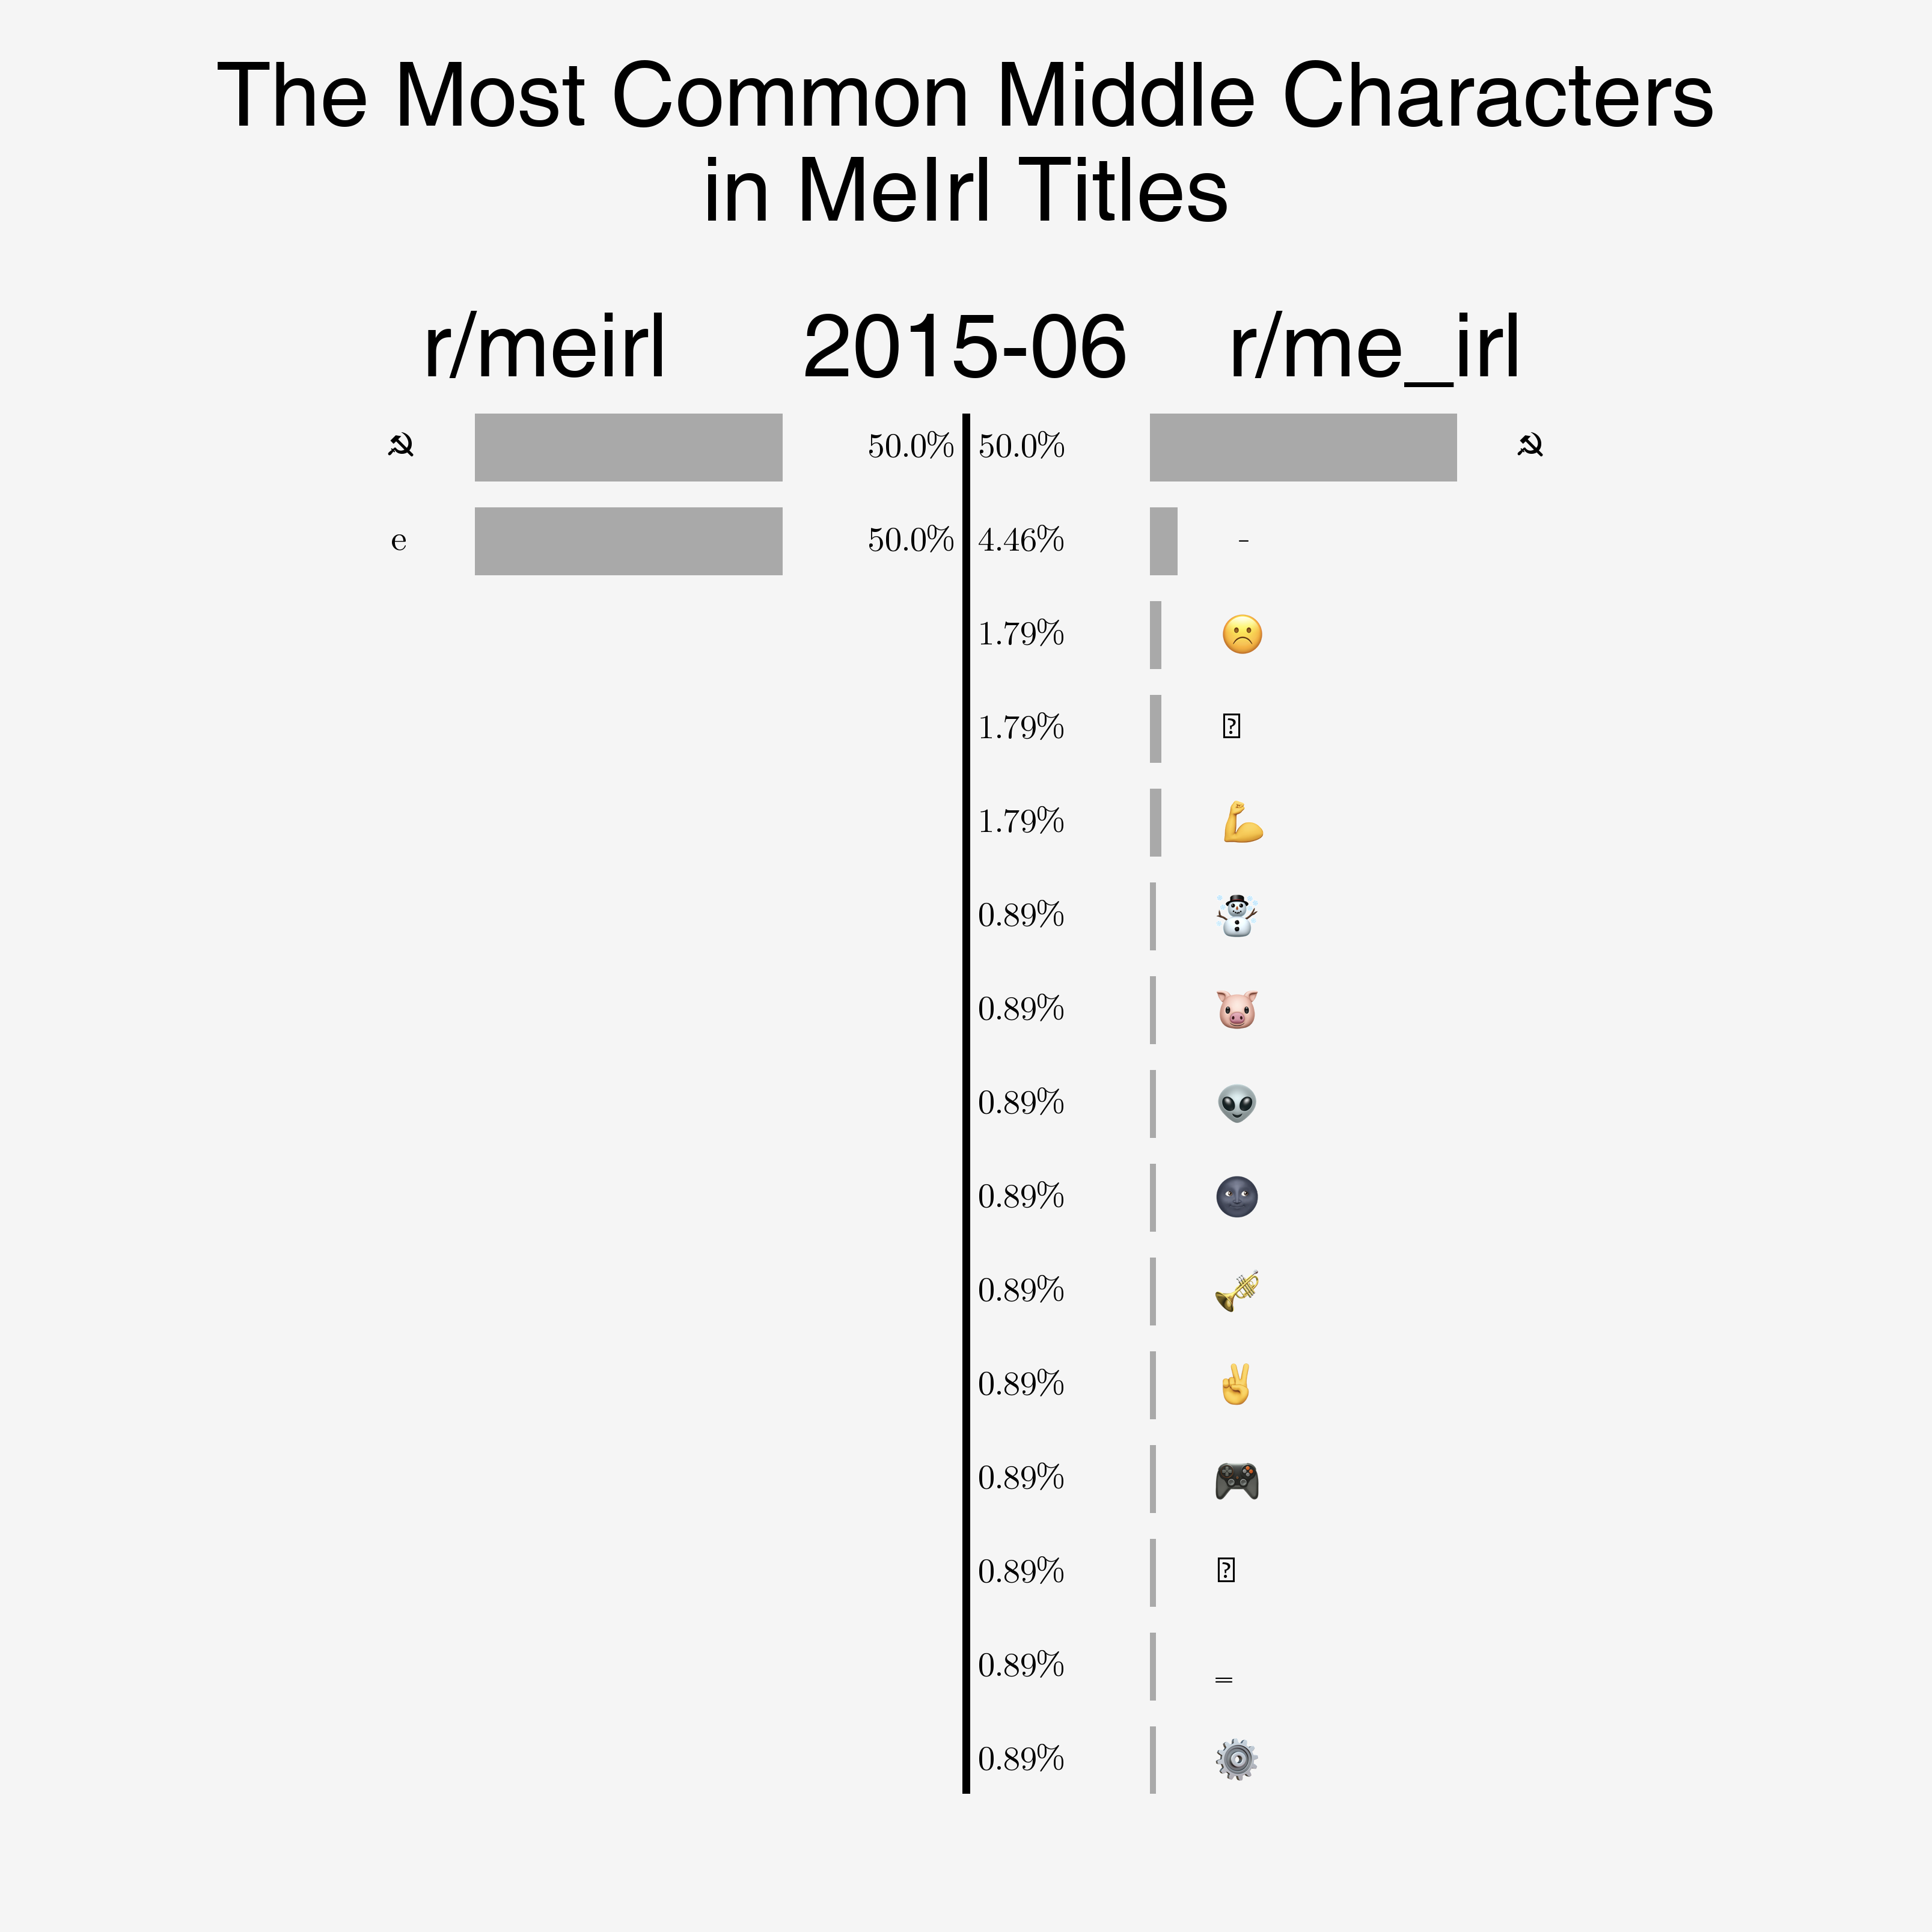 The Most Common Middle Characters
in MeIrl Titles
r/meirl 2015-06 r/me_irl
☭ 50.0% 50.0% ☭
e 50.0% 4.46% -
1.79% ☹️
1.79% ⍰
1.79% 💪
0.89% ☃️
0.89% 🐷
0.89% 👽
0.89% 🌚
0.89% 🎺
0.89% ✌️
0.89% 🎮
0.89% ⍰
0.89% ‗
0.89% ⚙️